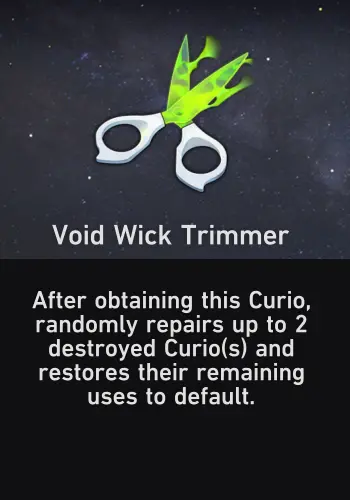 Void Wick Trimmer
After obtaining this Curio,
randomly repairs up to 2
destroyed Curio(s) and
restores their remaining
uses to default.